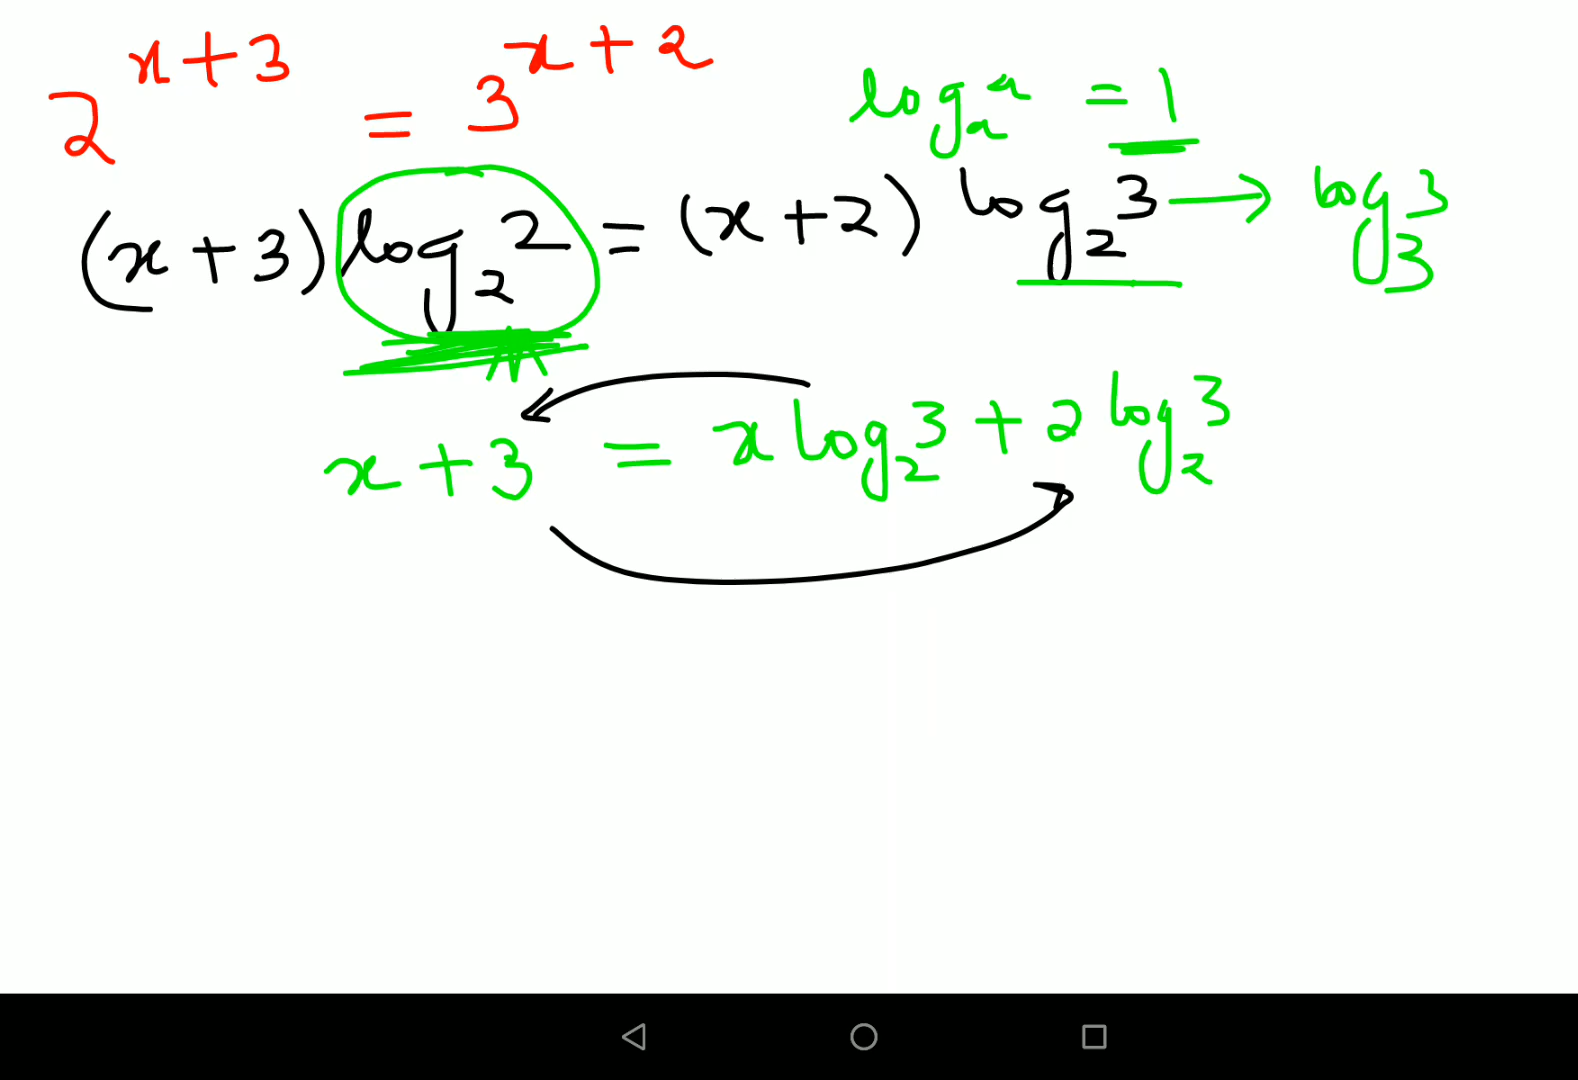 2^{x+3} = 3^{x+2}
log_x^x = 1
(x+3) log_2^2 = (x+2) log_2^3 → log_3^3
x+3 = x log_2^3 + 2 log_2^3